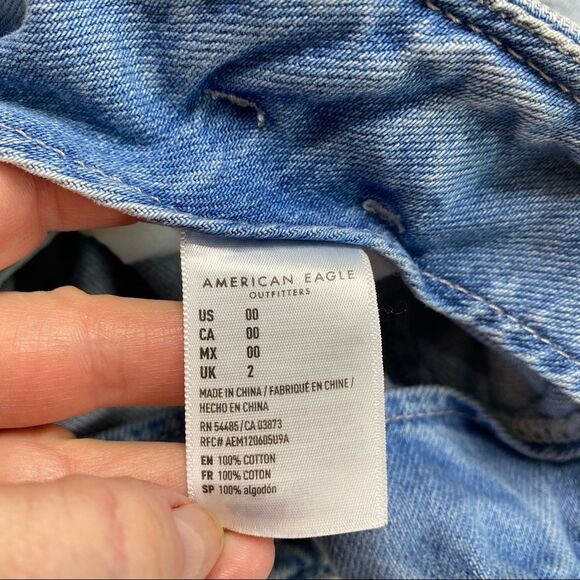 AMERICAN EAGLE
OUTFITTERS
US 00
CA 00
MX 00
UK 2
MADE IN CHINA / FABRIQUÉ EN CHINE /
HECHO EN CHINA
RN 54485/CA 03873
RFC# AEM120605U9A
EN 100% COTTON
FR 100% COTON
SP 100% algodón